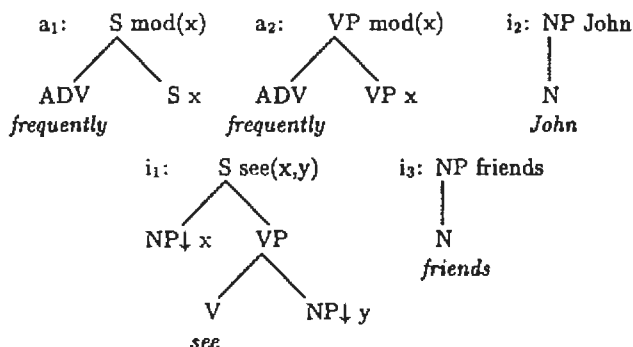 a₁: S mod(x) a₂: VP mod(x) i₂: NP John
ADV S x ADV VP x N
frequently frequently John
i₁: S see(x,y) i₃: NP friends
NP↓ x VP N
friends
V NP↓ y
see